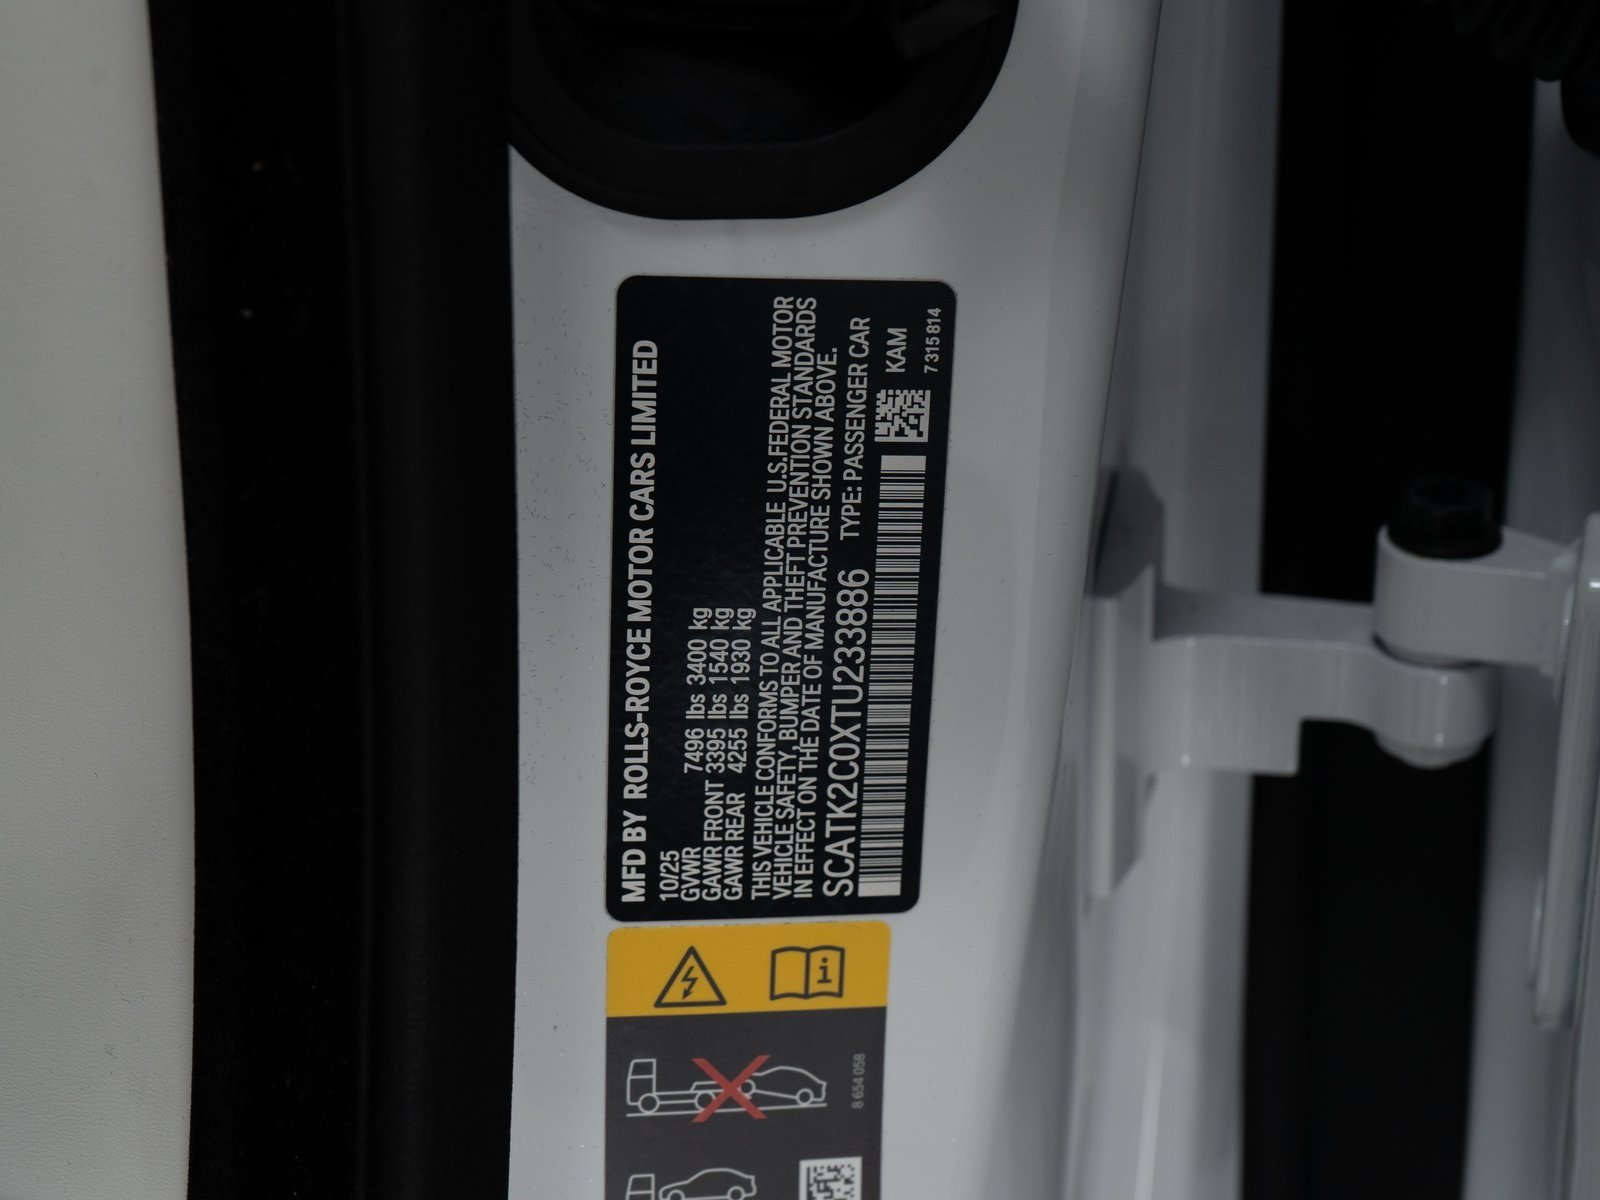 MFD BY ROLLS-ROYCE MOTOR CARS LIMITED
10/25
GVWR 7496 lbs 3400 kg
GAWR FRONT 3395 lbs 1540 kg
GAWR REAR 4255 lbs 1930 kg
THIS VEHICLE CONFORMS TO ALL APPLICABLE U.S.FEDERAL MOTOR
VEHICLE SAFETY, BUMPER AND THEFT PREVENTION STANDARDS
IN EFFECT ON THE DATE OF MANUFACTURE SHOWN ABOVE.
SCATK2C0XTU233886 TYPE: PASSENGER CAR
KAM
7 315 814
8 654 058